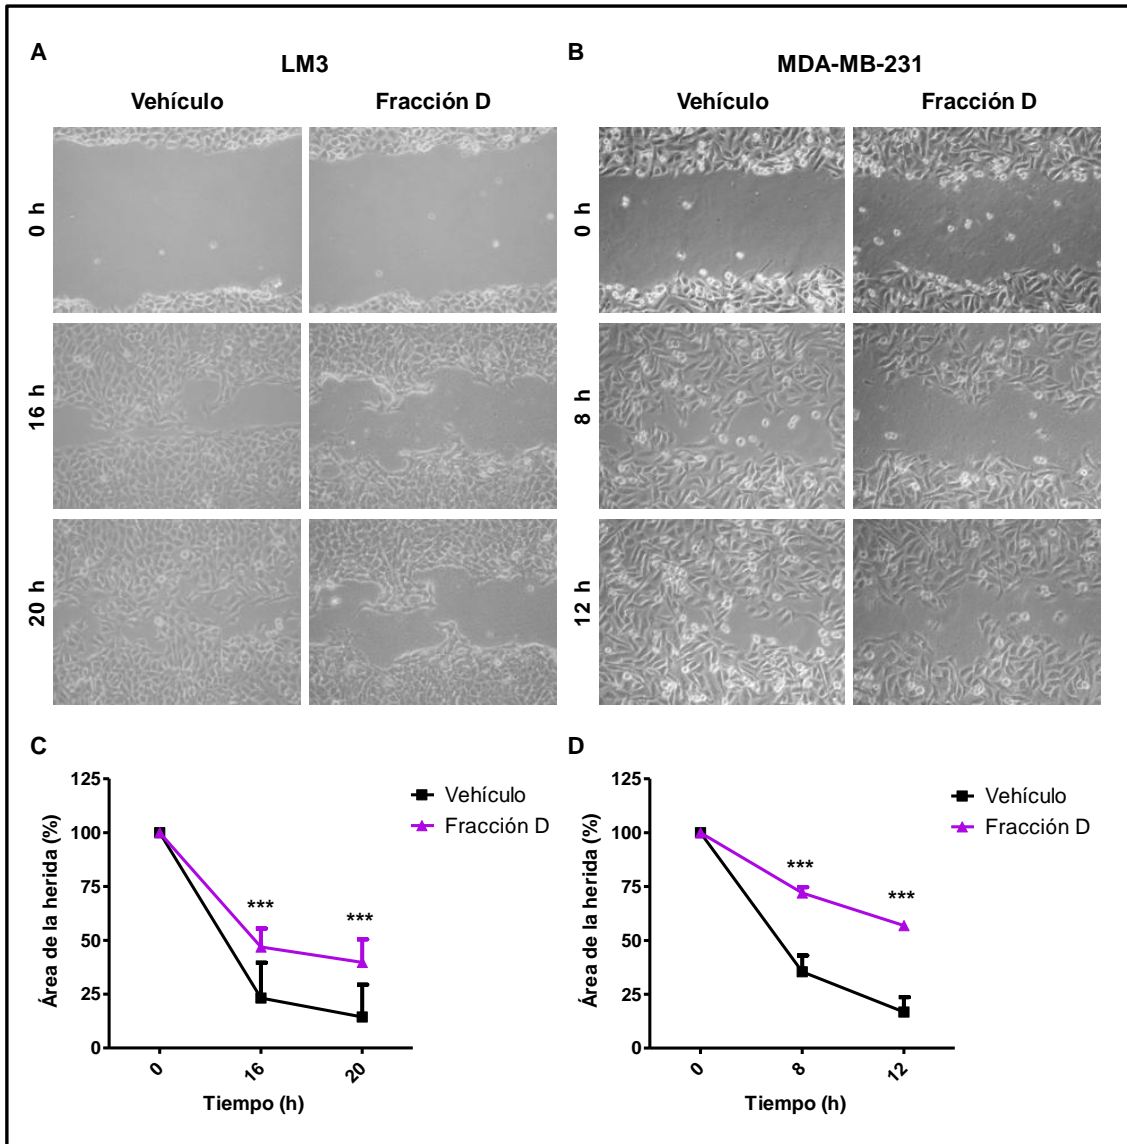 A
LM3
Vehículo Fracción D
0 h
16 h
20 h
B
MDA-MB-231
Vehículo Fracción D
0 h
8 h
12 h
C
125
100
75
50
25
0
Área de la herida (%)
*** ***
Vehículo
Fracción D
0 16 20
Tiempo (h)
D
125
100
75
50
25
0
Área de la herida (%)
*** ***
Vehículo
Fracción D
0 8 12
Tiempo (h)